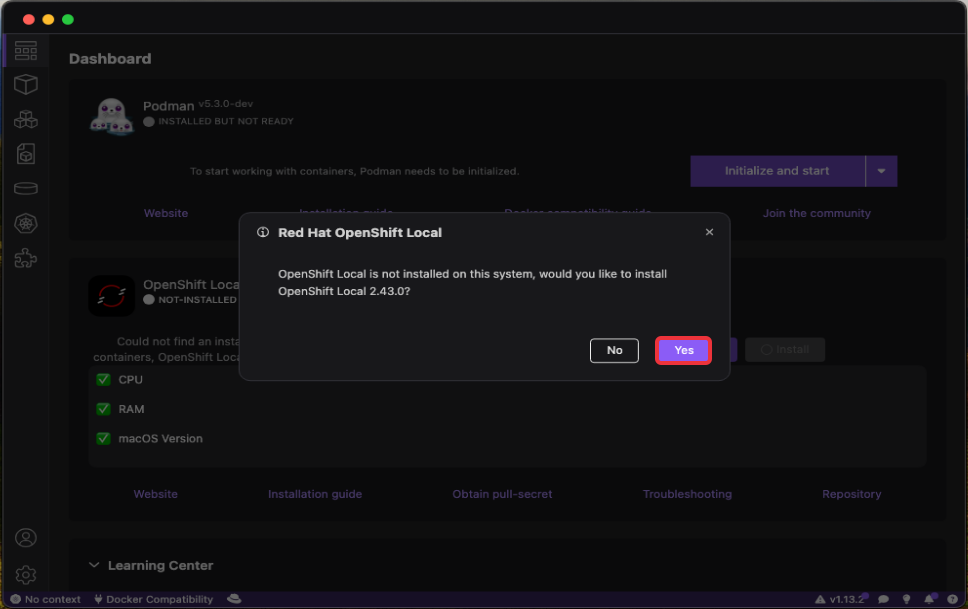 Dashboard
Podman v5.3.0-dev
INSTALLED BUT NOT READY
To start working with containers, Podman needs to be initialized.
Initialize and start
Website
Installation guide
Docker compatibility guide
Join the community
Red Hat OpenShift Local
OpenShift Local is not installed on this system, would you like to install
OpenShift Local 2.43.0?
No
Yes
OpenShift Loca
NOT-INSTALLED
Could not find an insta
containers, OpenShift Loca
Install
CPU
RAM
macOS Version
Website
Installation guide
Obtain pull-secret
Troubleshooting
Repository
Learning Center
No context
Docker Compatibility
v1.13.2